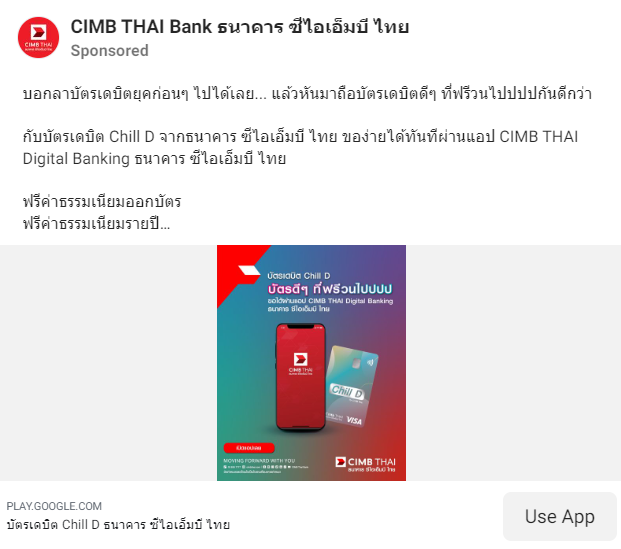 CIMB THAI Bank ธนาคาร ซีไอเอ็มบี ไทย
Sponsored
บอกลาบัตรเดบิตยุคก่อนๆ ไปได้เลย... แล้วหันมาถือบัตรเดบิตดีๆ ที่ฟรีวนไปปปปกันดีกว่า
กับบัตรเดบิต Chill D จากธนาคาร ซีไอเอ็มบี ไทย ของ่ายได้ทันทีผ่านแอป CIMB THAI
Digital Banking ธนาคาร ซีไอเอ็มบี ไทย
ฟรีค่าธรรมเนียมออกบัตร
ฟรีค่าธรรมเนียมรายปี...
บัตรเดบิต Chill D
บัตรดีๆ ที่ฟรีวนไปปปป
ขอได้ผ่านแอป CIMB THAI Digital Banking
ธนาคาร ซีไอเอ็มบี ไทย
CIMB THAI
Chill D
CIMB THAI
VISA
เปิดแอปเลย
MOVING FORWARD WITH YOU
CIMB THAI
ธนาคาร ซีไอเอ็มบี ไทย
PLAY.GOOGLE.COM
บัตรเดบิต Chill D ธนาคาร ซีไอเอ็มบี ไทย
Use App